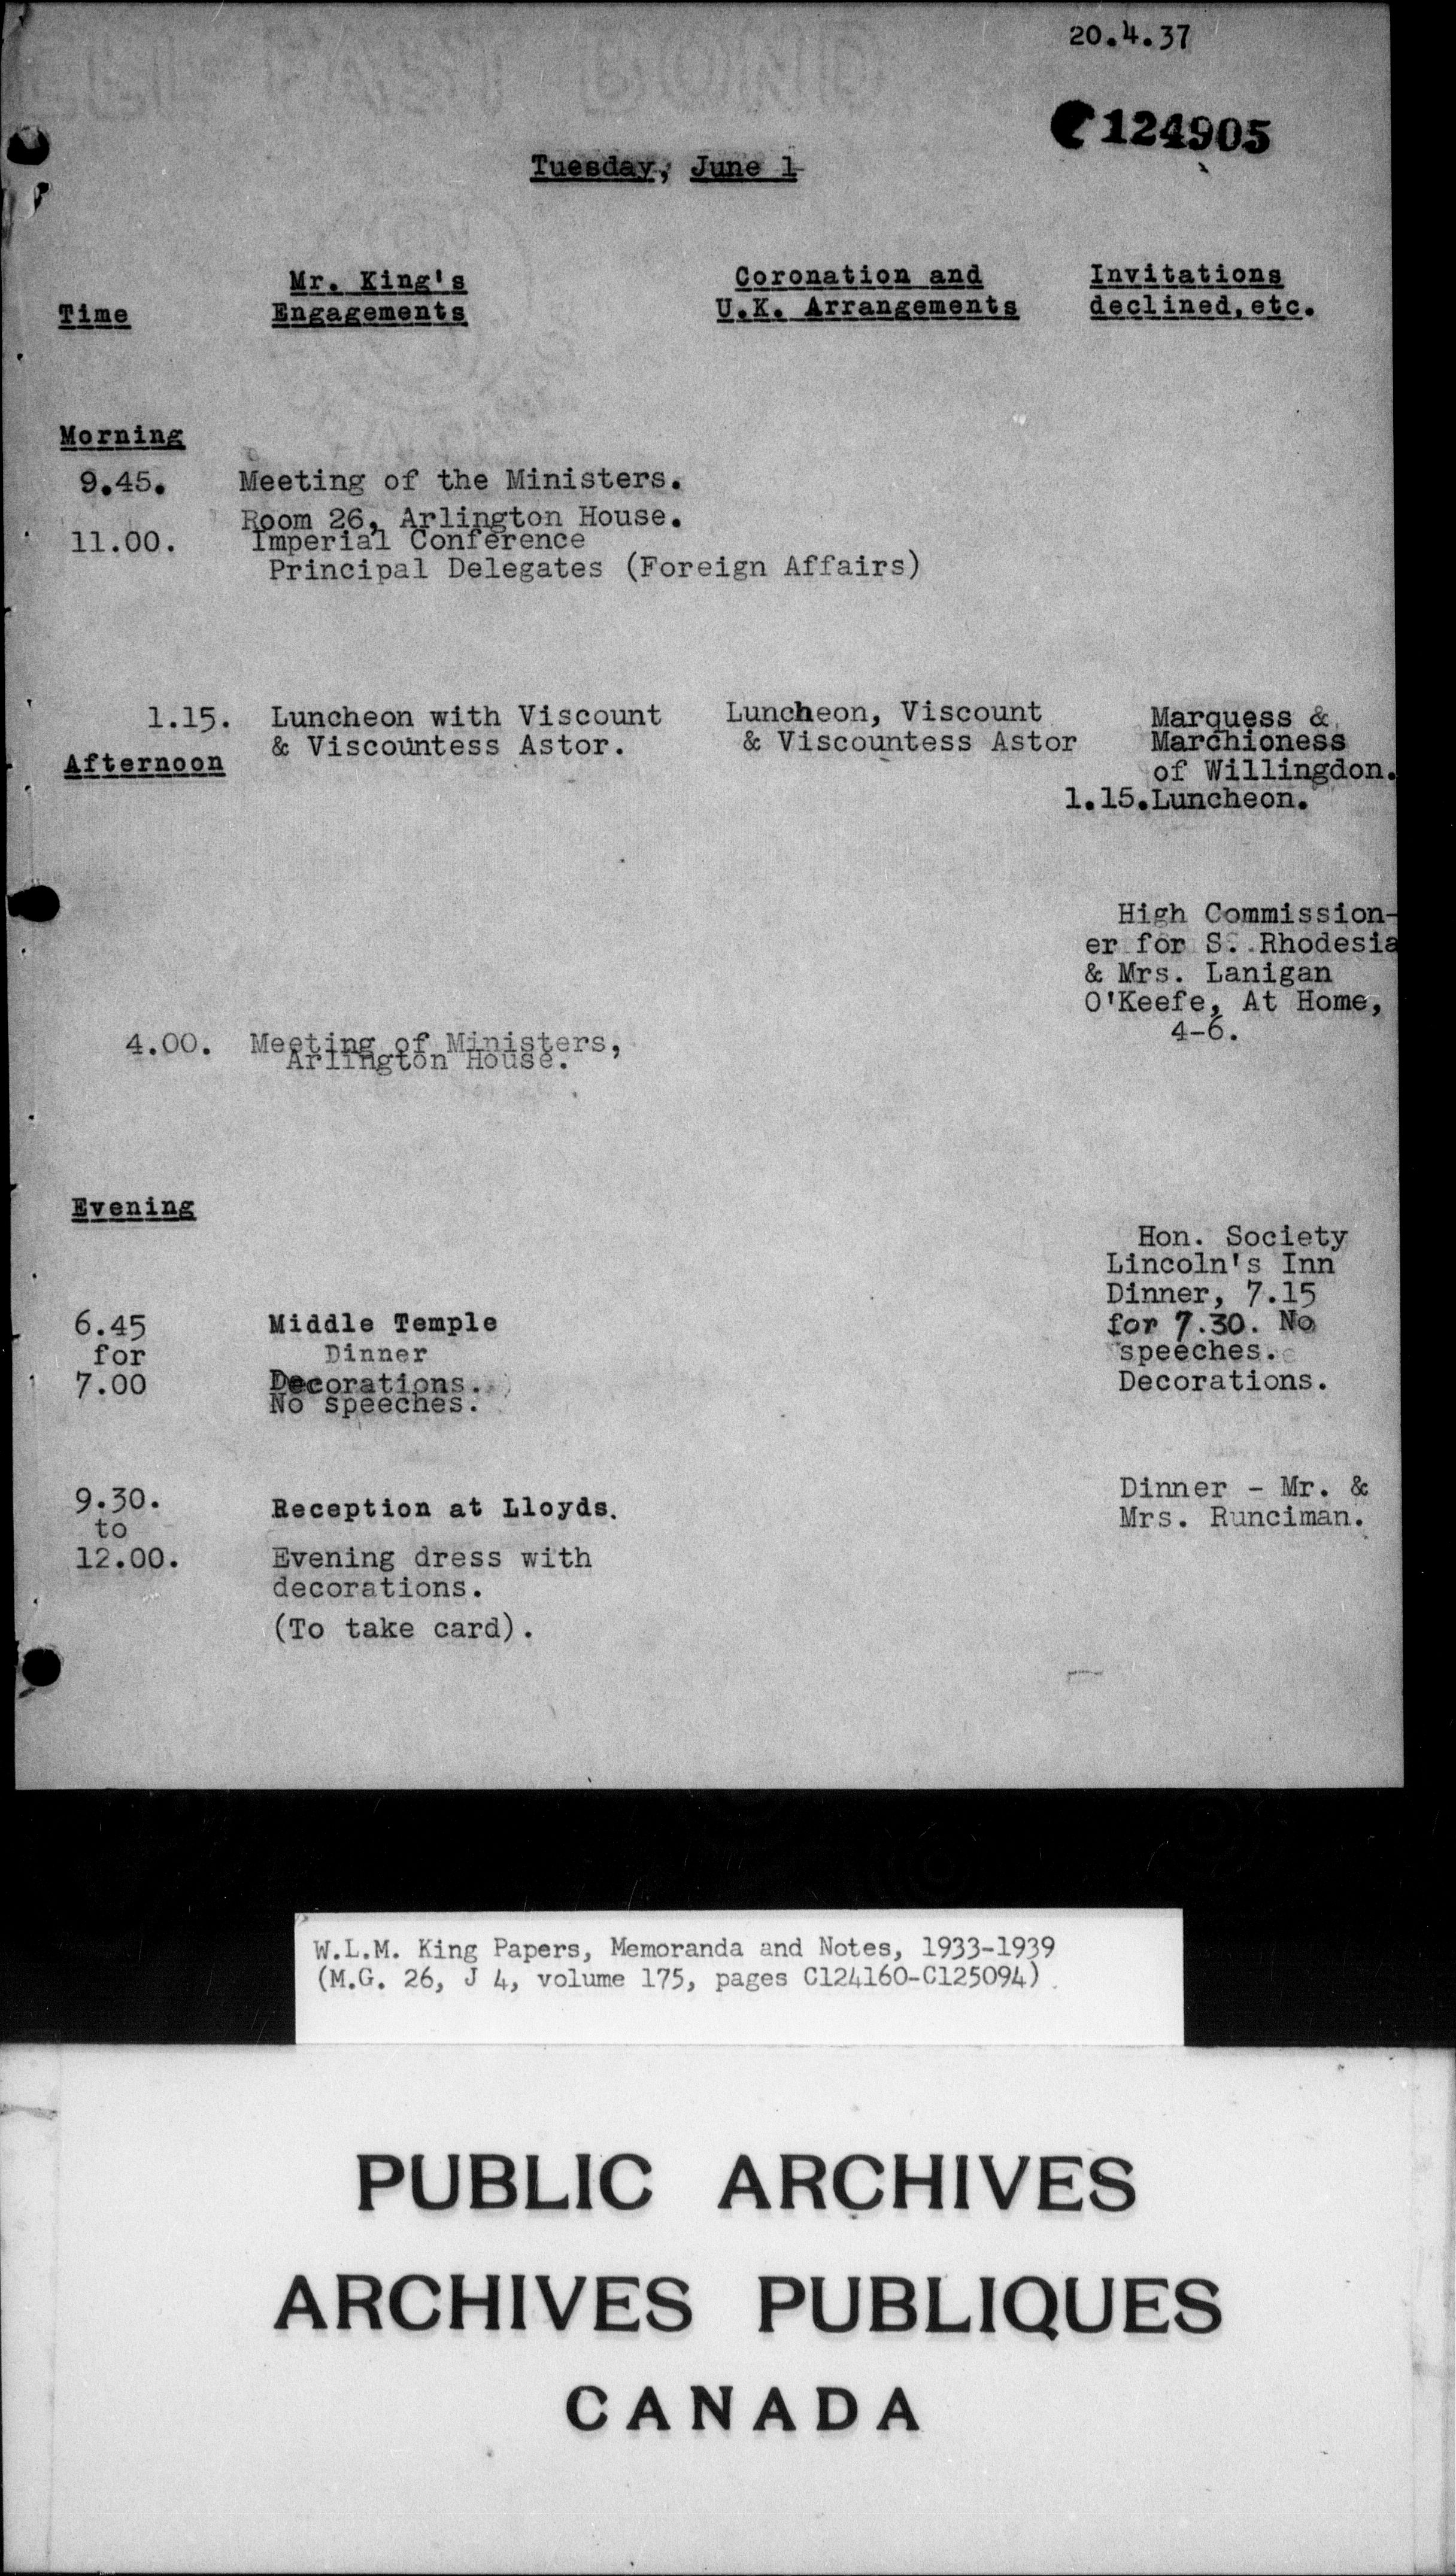 20.4.37
C124905
Tuesday, June 1
Time
Mr. King's
Engagements
Coronation and
U.K. Arrangements
Invitations
declined, etc.
Morning
9.45. Meeting of the Ministers.
Room 26, Arlington House.
11.00. Imperial Conference
Principal Delegates (Foreign Affairs)
1.15. Luncheon with Viscount
& Viscountess Astor.
Luncheon, Viscount
& Viscountess Astor
Marquess &
Marchioness
of Willingdon.
1.15.Luncheon.
Afternoon
High Commission-
er for S. Rhodesia
& Mrs. Lanigan
O'Keefe, At Home,
4-6.
4.00. Meeting of Ministers,
Arlington House.
Evening
Hon. Society
Lincoln's Inn
Dinner, 7.15
for 7.30. No
speeches.
Decorations.
6.45
for
7.00
Middle Temple
Dinner
Decorations.
No speeches.
9.30.
to
12.00.
Reception at Lloyds.
Evening dress with
decorations.
(To take card).
Dinner - Mr. &
Mrs. Runciman.
W.L.M. King Papers, Memoranda and Notes, 1933-1939
(M.G. 26, J 4, volume 175, pages C124160-C125094)
PUBLIC ARCHIVES
ARCHIVES PUBLIQUES
CANADA